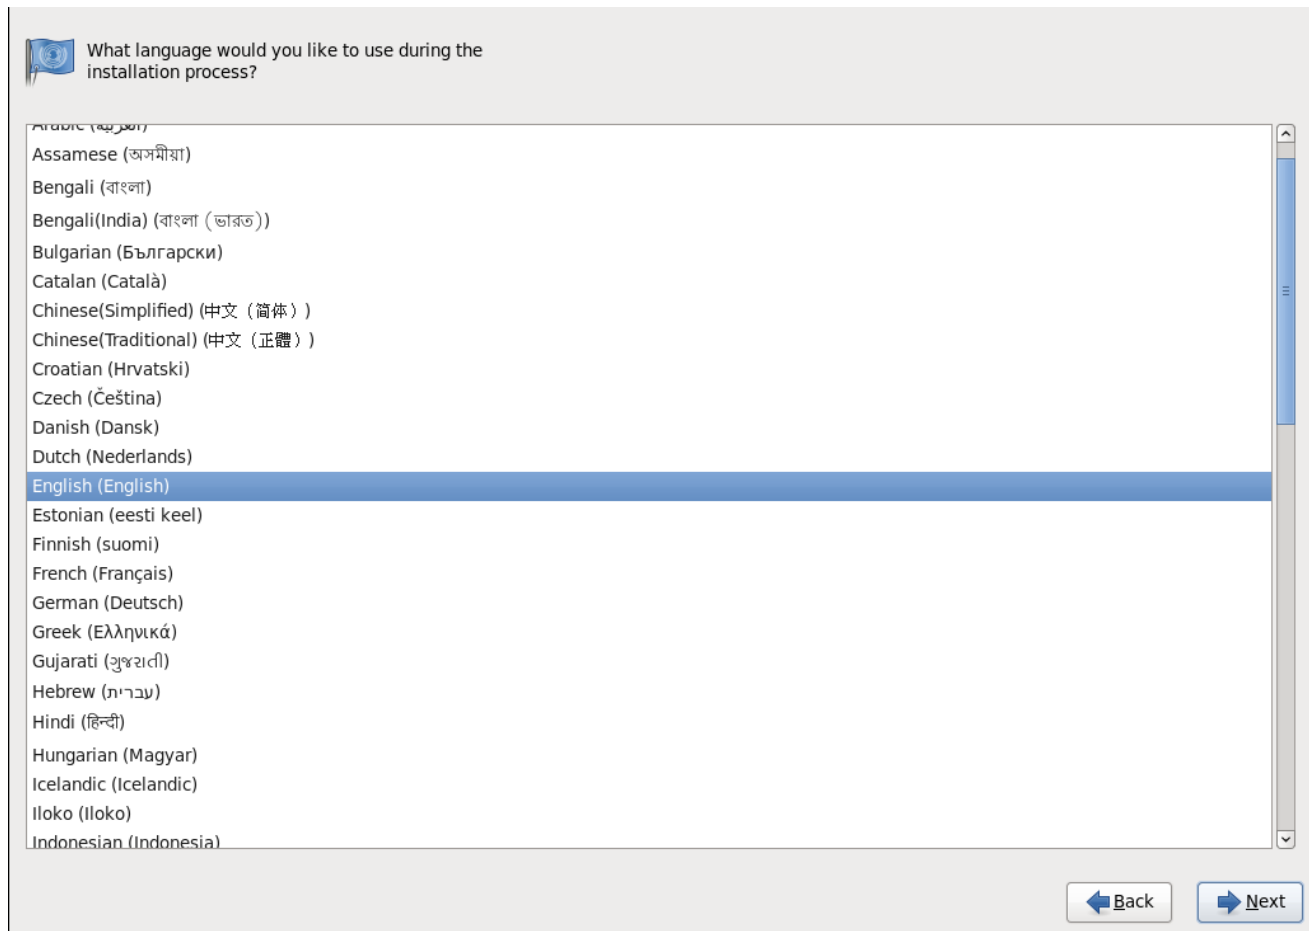 What language would you like to use during the
installation process?
Arabic (العربية)
Assamese (অসমীয়া)
Bengali (বাংলা)
Bengali(India) (বাংলা (ভারত))
Bulgarian (Български)
Catalan (Català)
Chinese(Simplified) (中文（简体）)
Chinese(Traditional) (中文（正體）)
Croatian (Hrvatski)
Czech (Čeština)
Danish (Dansk)
Dutch (Nederlands)
English (English)
Estonian (eesti keel)
Finnish (suomi)
French (Français)
German (Deutsch)
Greek (Ελληνικά)
Gujarati (ગુજરાતી)
Hebrew (עברית)
Hindi (हिन्दी)
Hungarian (Magyar)
Icelandic (Icelandic)
Iloko (Iloko)
Indonesian (Indonesia)
Back
Next